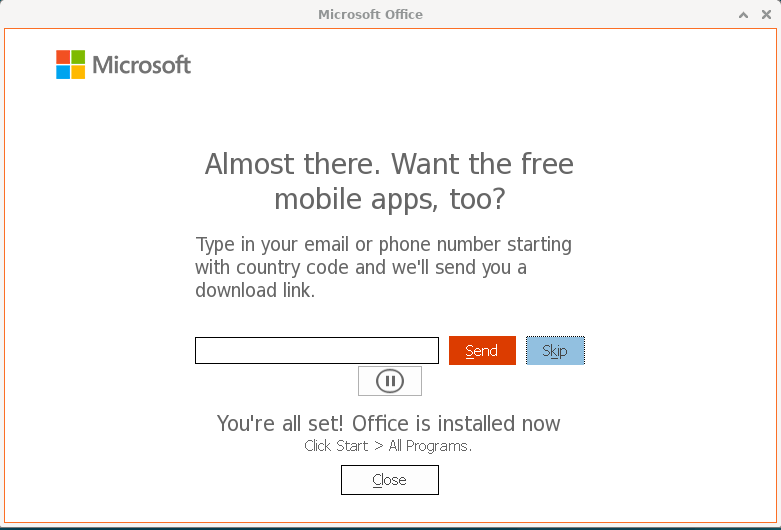 Microsoft Office
Microsoft
Almost there. Want the free
mobile apps, too?
Type in your email or phone number starting
with country code and we'll send you a
download link.
Send Skip
You're all set! Office is installed now
Click Start > All Programs.
Close